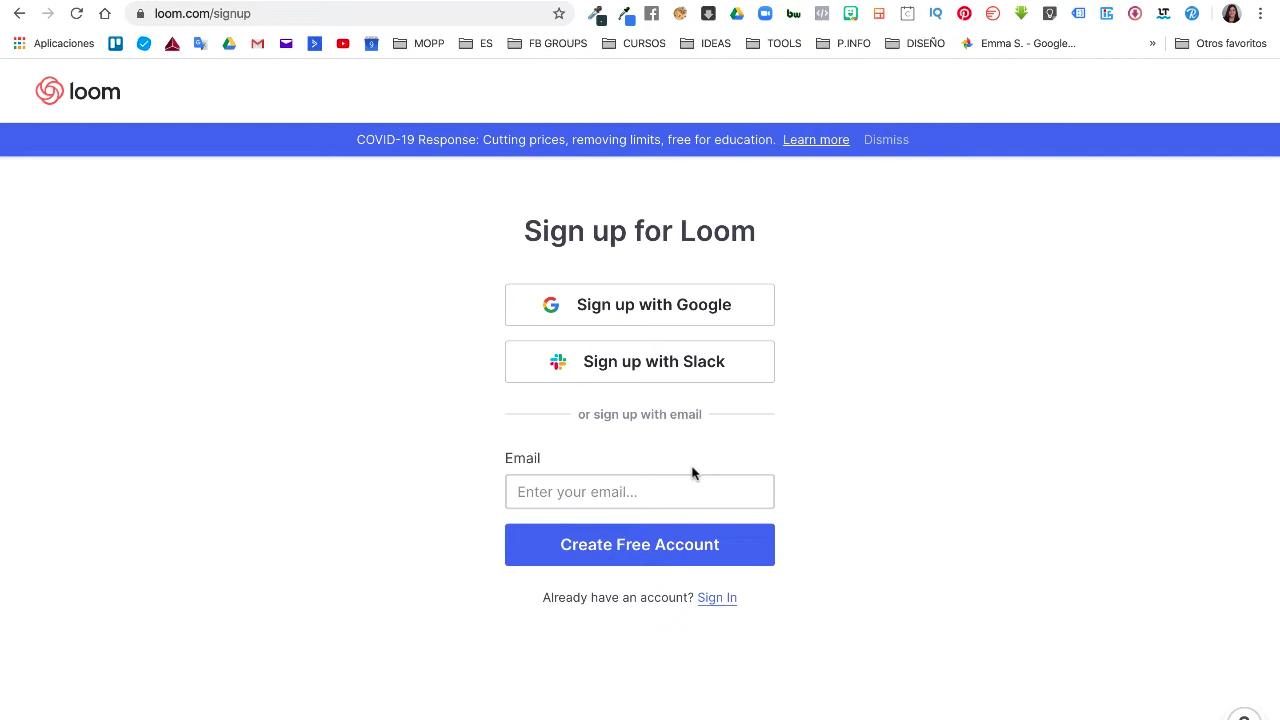 loom.com/signup
Aplicaciones MOPP ES FB GROUPS CURSOS IDEAS TOOLS P.INFO DISEÑO Emma S. - Google... » Otros favoritos
loom
COVID-19 Response: Cutting prices, removing limits, free for education. Learn more Dismiss
Sign up for Loom
Sign up with Google
Sign up with Slack
or sign up with email
Email
Enter your email...
Create Free Account
Already have an account? Sign In